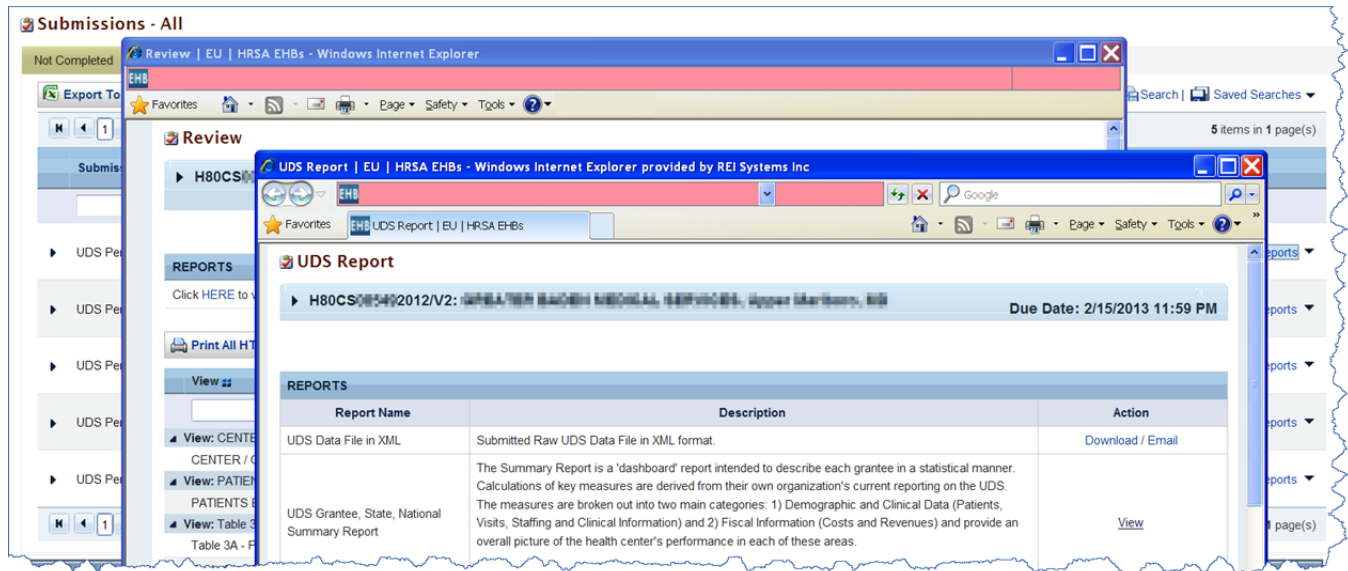 Submissions - All
Not Completed
Export To
1
Search | Saved Searches
5 items in 1 page(s)
Review | EU | HRSA EHBs - Windows Internet Explorer
EHB
Favorites Page Safety Tools
Review
H80CS
REPORTS
Click HERE to
Print All HT
View
View: CENTE
CENTER /
View: PATIEN
PATIENTS
View: Table 3
Table 3A -
UDS Report | EU | HRSA EHBs - Windows Internet Explorer provided by REI Systems Inc
EHB
Google
Favorites EHB UDS Report | EU | HRSA EHBs Page Safety Tools
UDS Report
H80CS 2012/V2:
Due Date: 2/15/2013 11:59 PM
REPORTS
Report Name Description Action
UDS Data File in XML Submitted Raw UDS Data File in XML format. Download / Email
The Summary Report is a 'dashboard' report intended to describe each grantee in a statistical manner.
Calculations of key measures are derived from their own organization's current reporting on the UDS.
The measures are broken out into two main categories: 1) Demographic and Clinical Data (Patients,
Visits, Staffing and Clinical Information) and 2) Fiscal Information (Costs and Revenues) and provide an
overall picture of the health center's performance in each of these areas.
UDS Grantee, State, National
Summary Report
View
Submis
UDS Pe
eports
UDS Pe
eports
UDS Pe
eports
UDS Pe
eports
UDS Pe
eports
1
page(s)